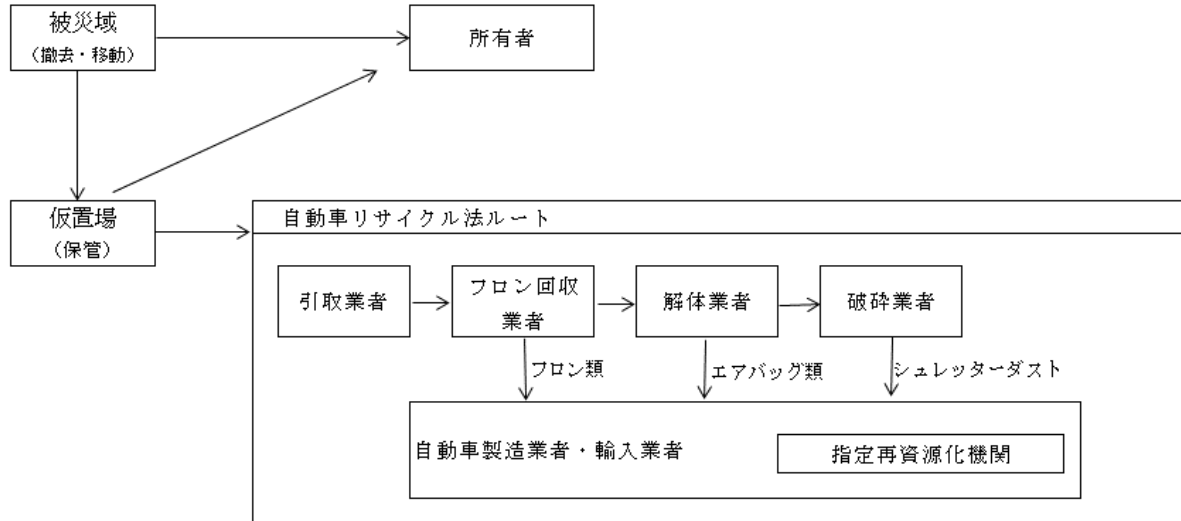 被災域
（撤去・移動）
所有者
仮置場
（保管）
自動車リサイクル法ルート
引取業者
フロン回収
業者
解体業者
破砕業者
フロン類
エアバッグ類
シュレッターダスト
自動車製造業者・輸入業者
指定再資源化機関